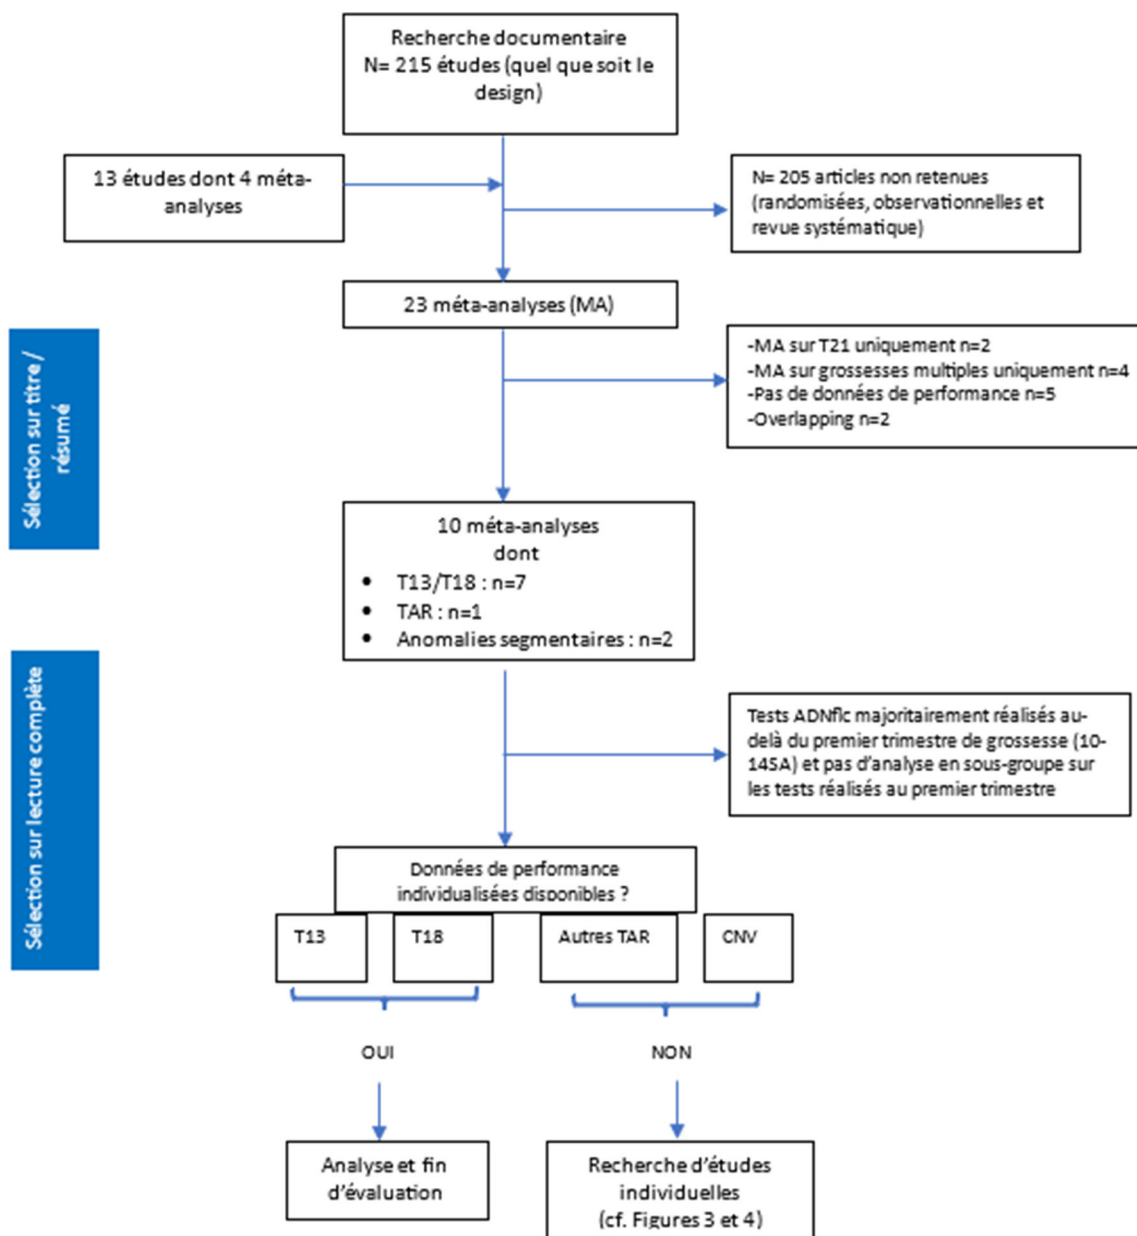 Recherche documentaire
N= 215 études (quel que soit le
design)
13 études dont 4 méta-
analyses
N= 205 articles non retenues
(randomisées, observationnelles et
revue systématique)
23 méta-analyses (MA)
Sélection sur titre /
résumé
-MA sur T21 uniquement n=2
-MA sur grossesses multiples uniquement n=4
-Pas de données de performance n=5
-Overlapping n=2
10 méta-analyses
dont
• T13/T18 : n=7
• TAR : n=1
• Anomalies segmentaires : n=2
Sélection sur lecture complète
Tests ADNflc majoritairement réalisés au-
delà du premier trimestre de grossesse (10-
14SA) et pas d'analyse en sous-groupe sur
les tests réalisés au premier trimestre
Données de performance
individualisées disponibles ?
T13
T18
Autres TAR
CNV
OUI
NON
Analyse et fin
d'évaluation
Recherche d'études
individuelles
(cf. Figures 3 et 4)